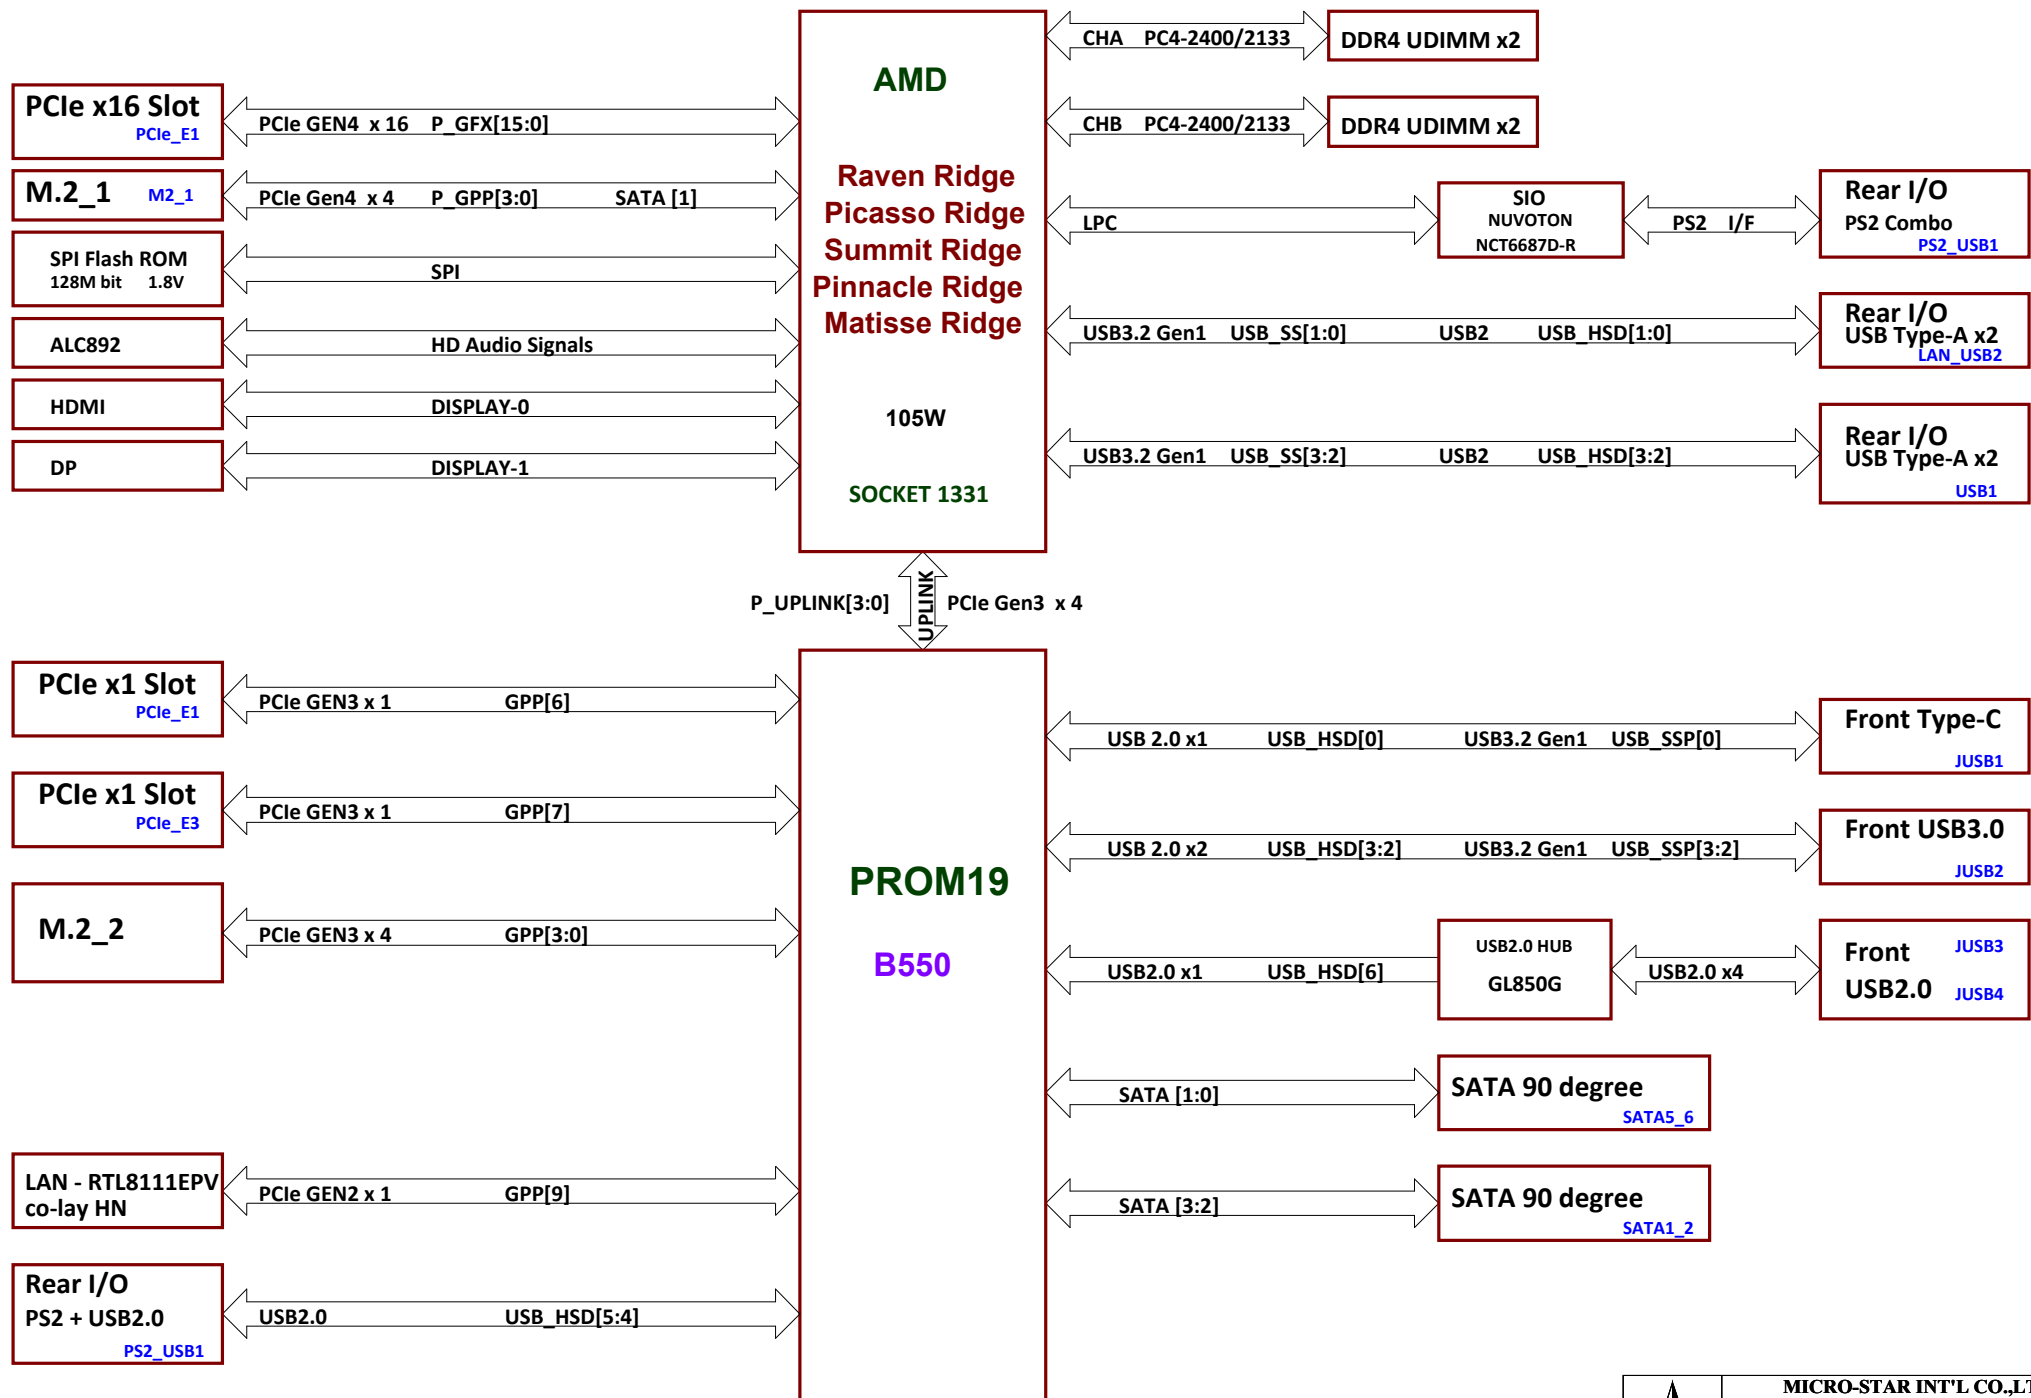 AMD
Raven Ridge
Picasso Ridge
Summit Ridge
Pinnacle Ridge
Matisse Ridge
105W
SOCKET 1331
PCIe x16 Slot
PCIe_E1
PCIe GEN4 x 16 P_GFX[15:0]
M.2_1 M2_1
PCIe Gen4 x 4 P_GPP[3:0] SATA [1]
SPI Flash ROM
128M bit 1.8V
SPI
ALC892
HD Audio Signals
HDMI
DISPLAY-0
DP
DISPLAY-1
CHA PC4-2400/2133
DDR4 UDIMM x2
CHB PC4-2400/2133
DDR4 UDIMM x2
LPC
SIO
NUVOTON
NCT6687D-R
PS2 I/F
Rear I/O
PS2 Combo
PS2_USB1
USB3.2 Gen1 USB_SS[1:0] USB2 USB_HSD[1:0]
Rear I/O
USB Type-A x2
LAN_USB2
USB3.2 Gen1 USB_SS[3:2] USB2 USB_HSD[3:2]
Rear I/O
USB Type-A x2
USB1
P_UPLINK[3:0] UPLINK PCIe Gen3 x 4
PROM19
B550
PCIe x1 Slot
PCIe_E1
PCIe GEN3 x 1 GPP[6]
PCIe x1 Slot
PCIe_E3
PCIe GEN3 x 1 GPP[7]
M.2_2
PCIe GEN3 x 4 GPP[3:0]
LAN - RTL8111EPV
co-lay HN
PCIe GEN2 x 1 GPP[9]
Rear I/O
PS2 + USB2.0
PS2_USB1
USB2.0 USB_HSD[5:4]
USB 2.0 x1 USB_HSD[0] USB3.2 Gen1 USB_SSP[0]
Front Type-C
JUSB1
USB 2.0 x2 USB_HSD[3:2] USB3.2 Gen1 USB_SSP[3:2]
Front USB3.0
JUSB2
USB2.0 x1 USB_HSD[6]
USB2.0 HUB
GL850G
USB2.0 x4
Front JUSB3
USB2.0 JUSB4
SATA [1:0]
SATA 90 degree
SATA5_6
SATA [3:2]
SATA 90 degree
SATA1_2
MICRO-STAR INT'L CO.,LT